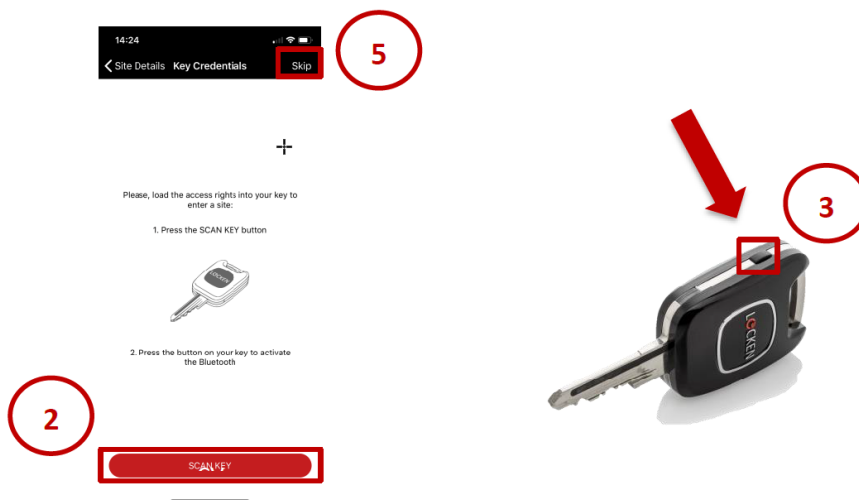 14:24
Site Details Key Credentials Skip
5
Please, load the access rights into your key to
enter a site:
1. Press the SCAN KEY button
LOCKEN
3
LOCKEN
2. Press the button on your key to activate
the Bluetooth
2
SCAN KEY